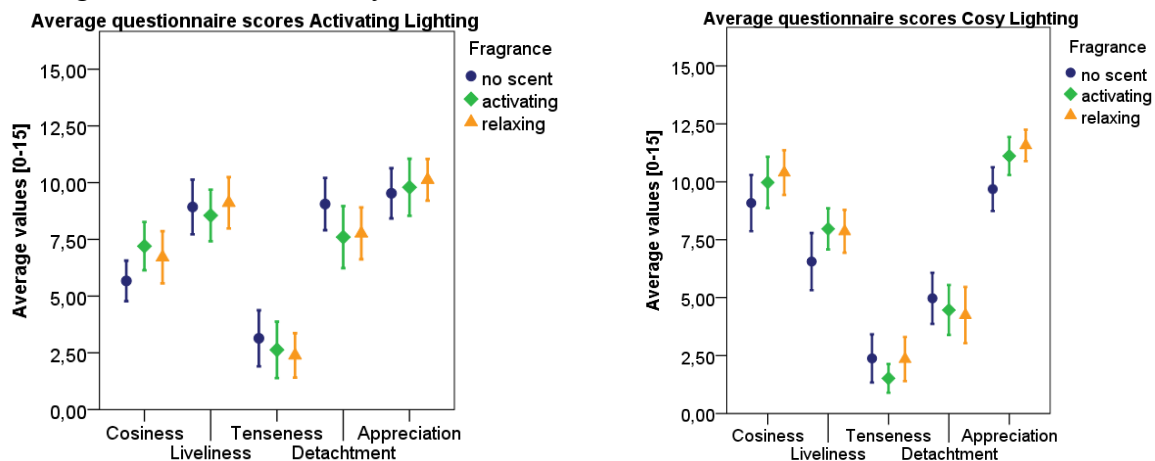 Average questionnaire scores Activating Lighting
Average values [0-15]
15,00
12,50
10,00
7,50
5,00
2,50
0,00
Cosiness
Liveliness
Tenseness
Detachtment
Appreciation
Fragrance
no scent
activating
relaxing
Average questionnaire scores Cosy Lighting
Average values [0-15]
15,00
12,50
10,00
7,50
5,00
2,50
0,00
Cosiness
Liveliness
Tenseness
Detachtment
Appreciation
Fragrance
no scent
activating
relaxing